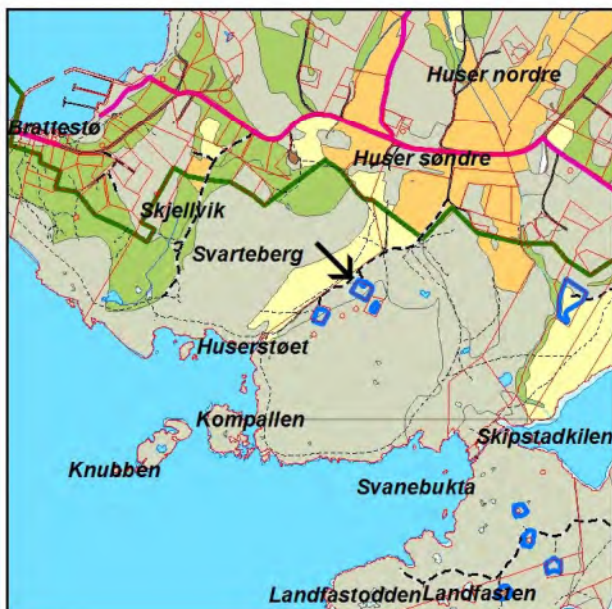 Huser nordre
Brattestø
Huser søndre
Skjellvik
Svarteberg
Huserstøet
Kompallen
Knubben
Skipstadkilen
Svanebukta
Landfastodden
Landfasten